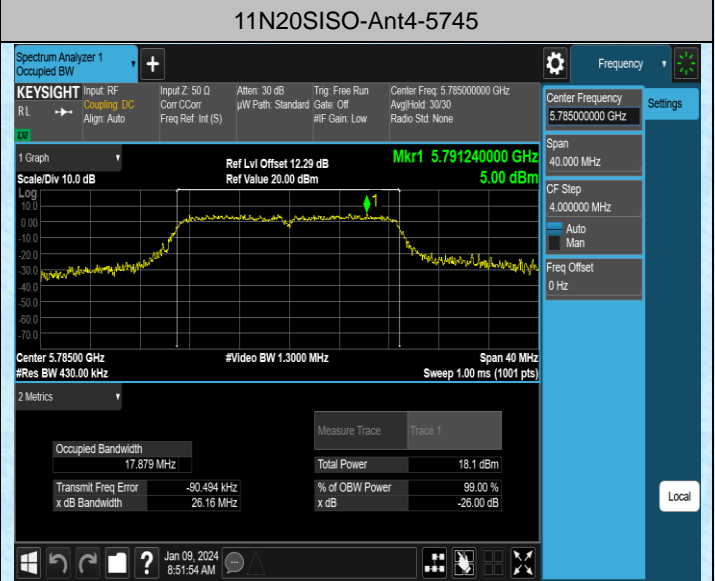 11N20SISO-Ant4-5745
Spectrum Analyzer 1
Occupied BW
Frequency
KEYSIGHT
RL
Input: RF
Coupling: DC
Align: Auto
Input Z: 50 Ω
Corr CCorr
Freq Ref: Int (S)
Atten: 30 dB
µW Path: Standard
Trig: Free Run
Gate: Off
#IF Gain: Low
Center Freq: 5.785000000 GHz
Avg|Hold: 30/30
Radio Std: None
LXI
Center Frequency
5.785000000 GHz
Settings
Span
40.000 MHz
CF Step
4.000000 MHz
Auto
Man
Freq Offset
0 Hz
1 Graph
Scale/Div 10.0 dB
Ref Lvl Offset 12.29 dB
Ref Value 20.00 dBm
Mkr1 5.791240000 GHz
5.00 dBm
Log
10.0
0.00
-10.0
-20.0
-30.0
-40.0
-50.0
-60.0
-70.0
1
Center 5.78500 GHz
#Video BW 1.3000 MHz
Span 40 MHz
#Res BW 430.00 kHz
Sweep 1.00 ms (1001 pts)
2 Metrics
Measure Trace
Trace 1
Occupied Bandwidth
17.879 MHz
Total Power
18.1 dBm
Transmit Freq Error
-90.494 kHz
% of OBW Power
99.00 %
x dB Bandwidth
26.16 MHz
x dB
-26.00 dB
Local
?
Jan 09, 2024
8:51:54 AM